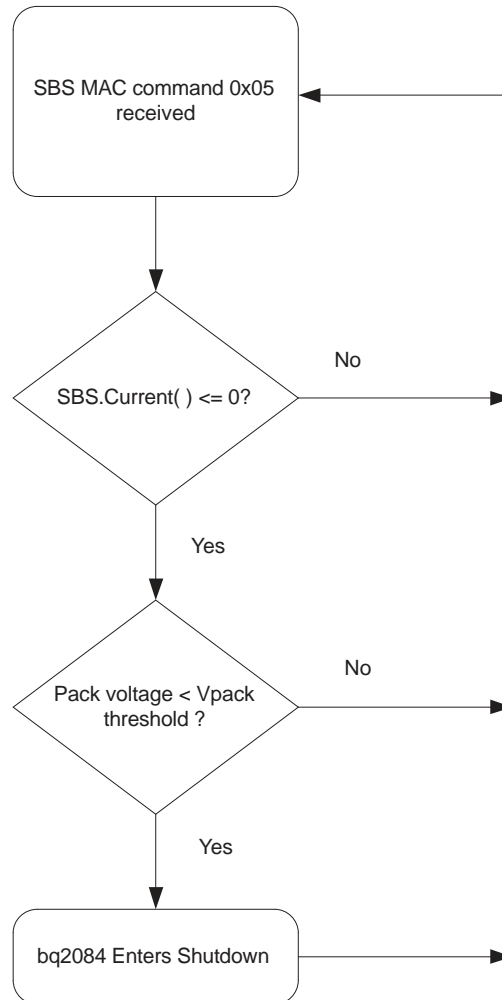 SBS MAC command 0x05
received
No
SBS.Current( ) <= 0?
Yes
No
Pack voltage < Vpack
threshold ?
Yes
bq2084 Enters Shutdown